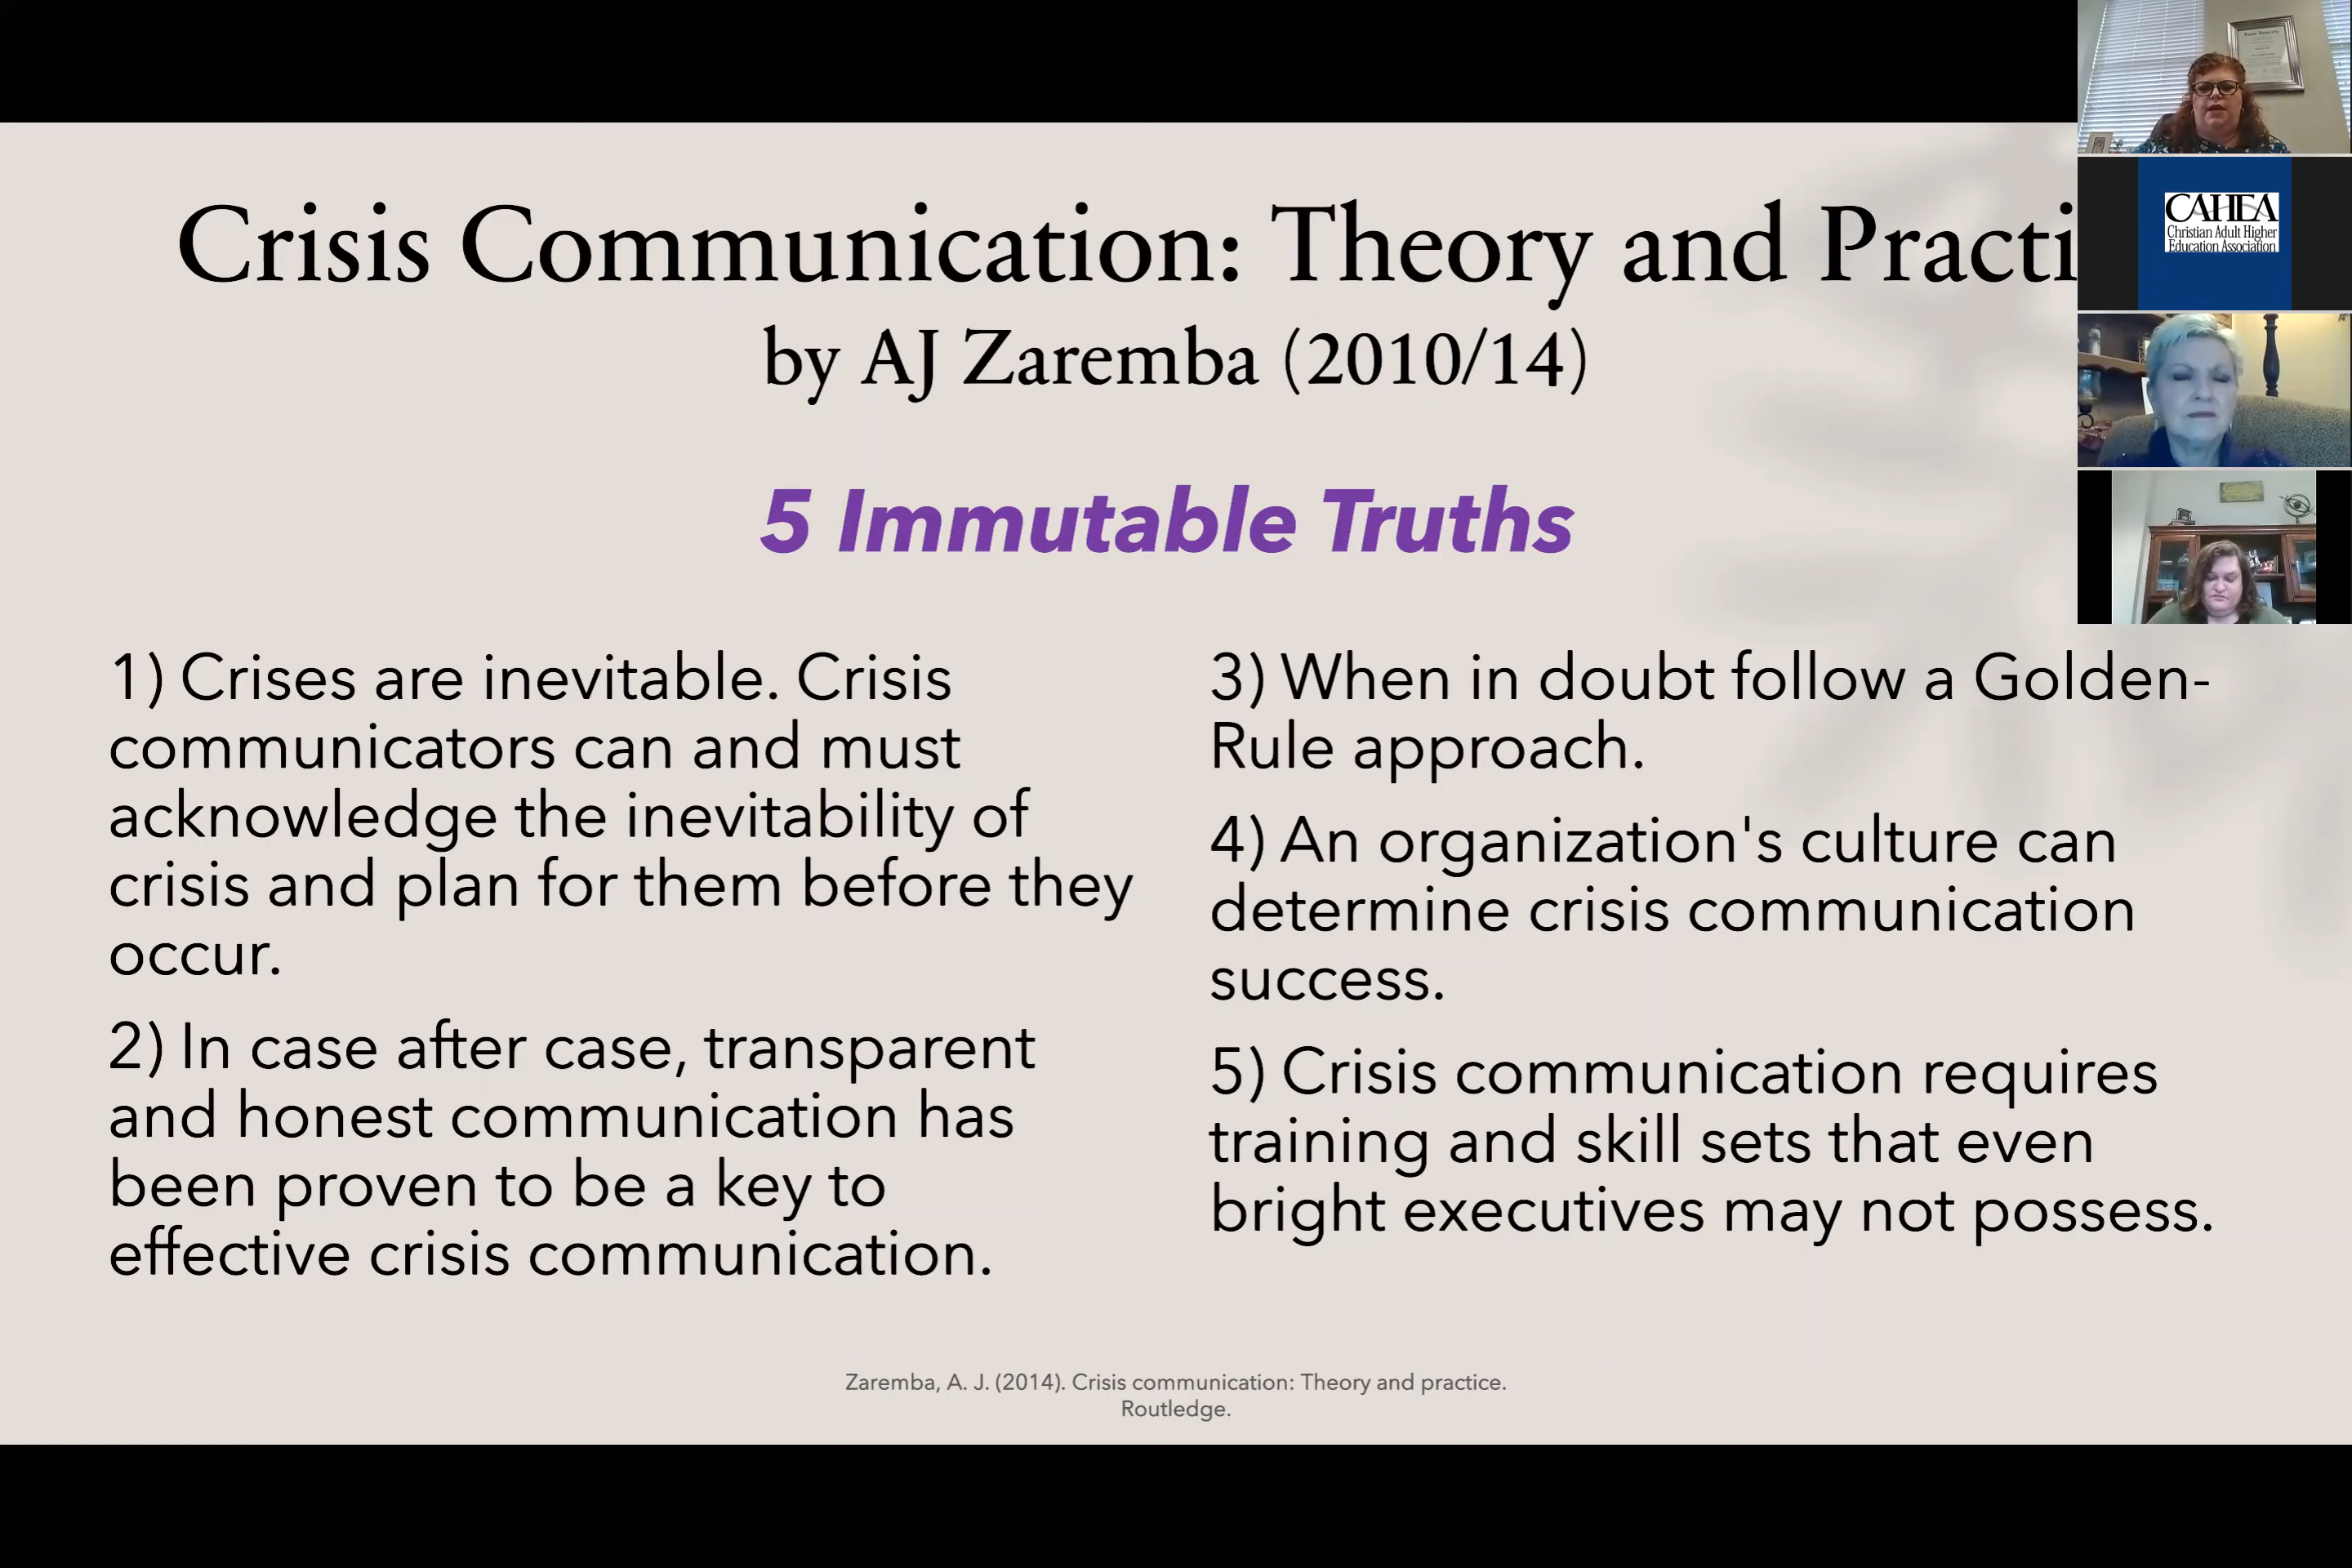 Crisis Communication: Theory and Practi
by AJ Zaremba (2010/14)
5 Immutable Truths
1) Crises are inevitable. Crisis
communicators can and must
acknowledge the inevitability of
crisis and plan for them before they
occur.
2) In case after case, transparent
and honest communication has
been proven to be a key to
effective crisis communication.
3) When in doubt follow a Golden-
Rule approach.
4) An organization's culture can
determine crisis communication
success.
5) Crisis communication requires
training and skill sets that even
bright executives may not possess.
Zaremba, A. J. (2014). Crisis communication: Theory and practice.
Routledge.
CAHEA
Christian Adult Higher
Education Association